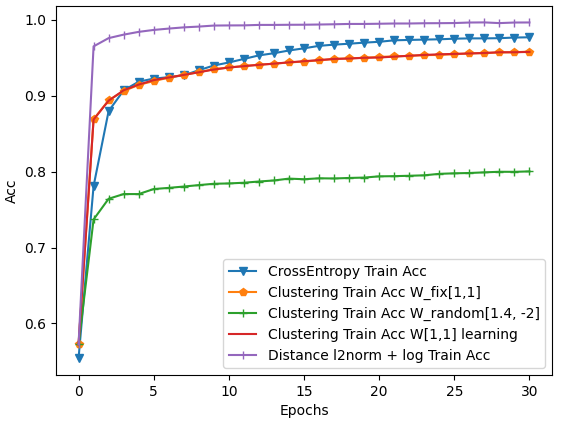 1.0
0.9
0.8
0.7
0.6
Acc
CrossEntropy Train Acc
Clustering Train Acc W_fix[1,1]
Clustering Train Acc W_random[1.4, -2]
Clustering Train Acc W[1,1] learning
Distance l2norm + log Train Acc
0 5 10 15 20 25 30
Epochs